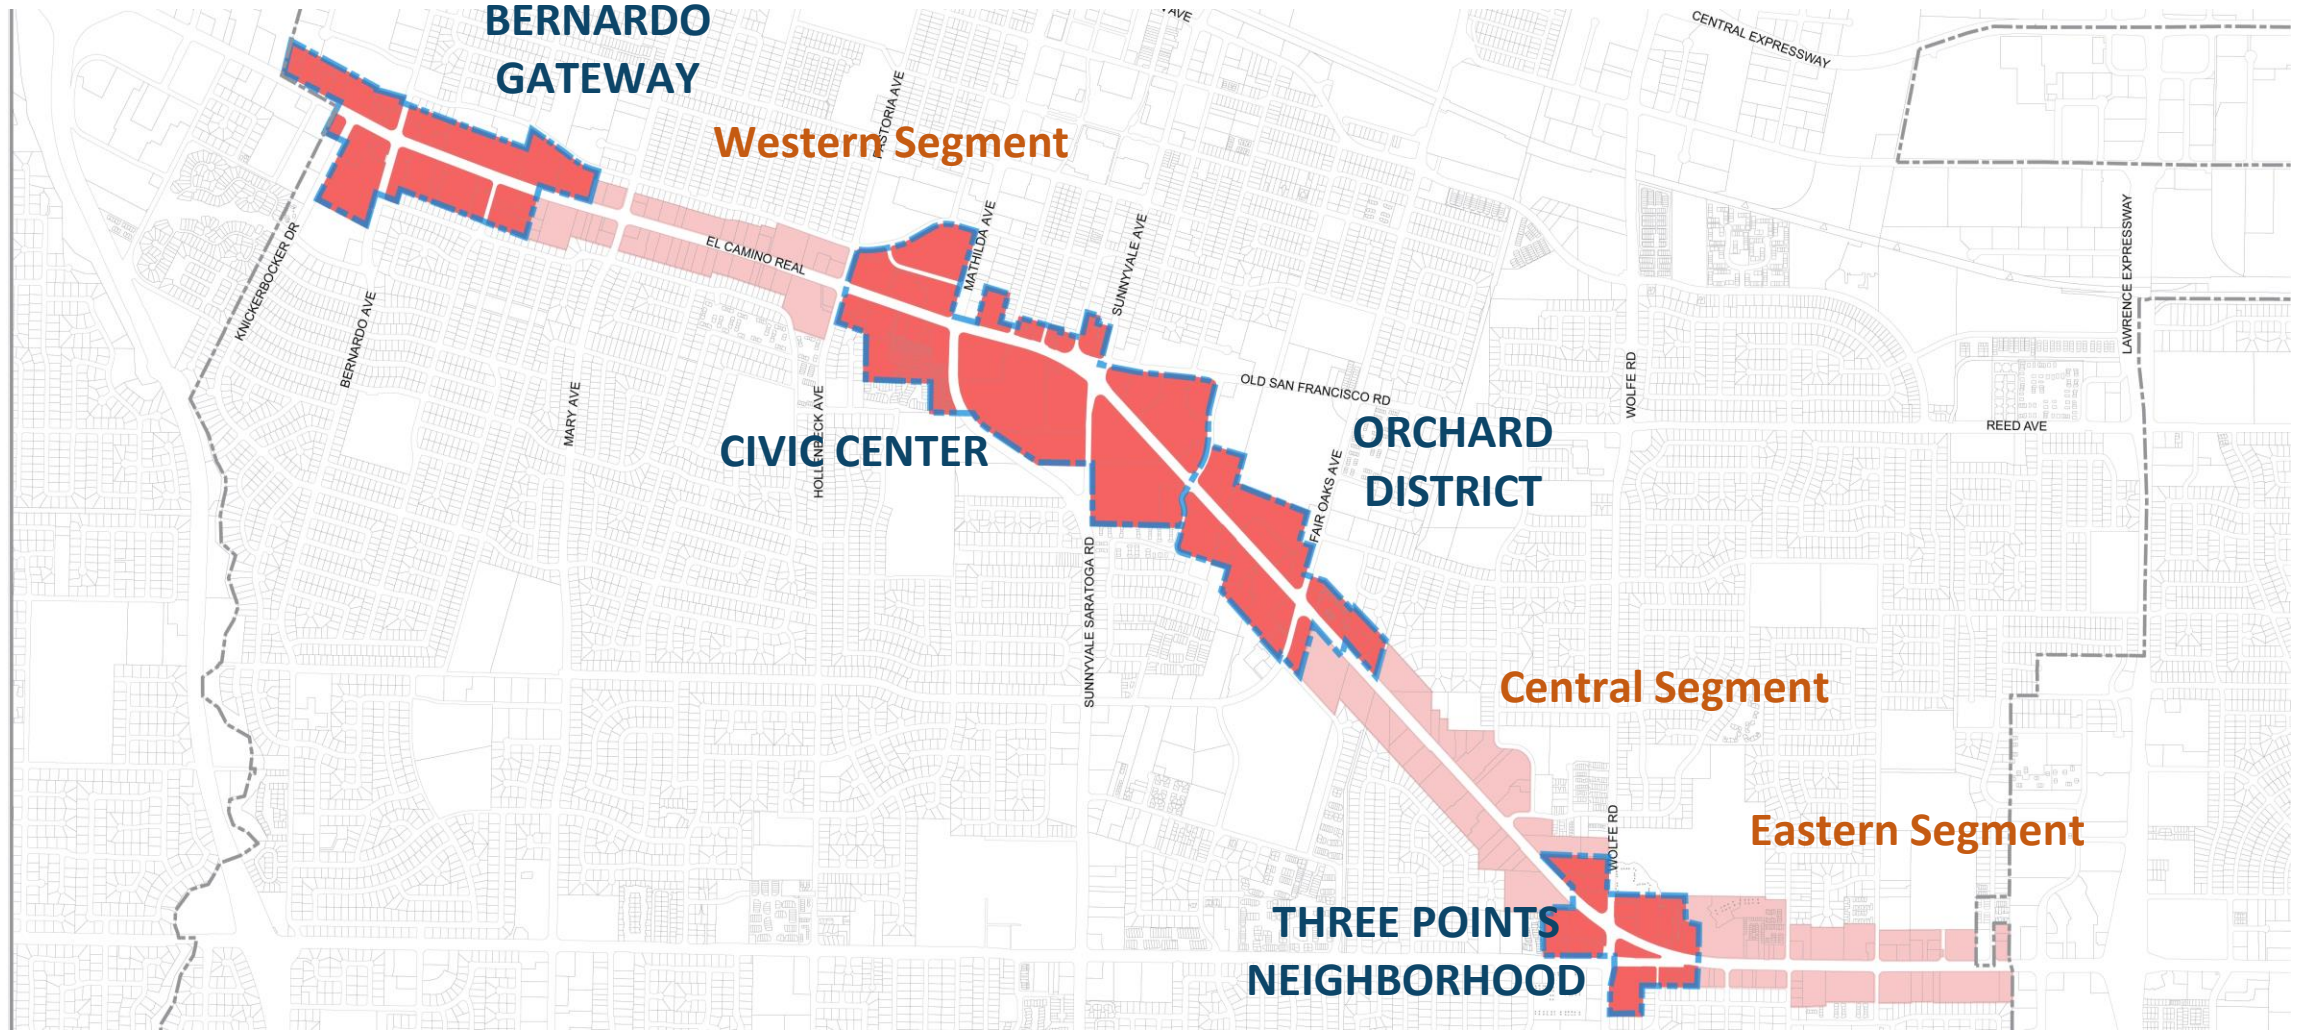 BERNARDO
GATEWAY
AVE
CENTRAL EXPRESSWAY
PASTORIA AVE
Western Segment
KNICKERBOCKER DR
EL CAMINO REAL
MATHILDA AVE
SUNNYVALE AVE
LAWRENCE EXPRESSWAY
BERNARDO AVE
MARY AVE
HOLLENBECK AVE
OLD SAN FRANCISCO RD
WOLFE RD
REED AVE
CIVIC CENTER
ORCHARD
DISTRICT
FAIR OAKS AVE
SUNNYVALE SARATOGA RD
Central Segment
Eastern Segment
WOLFE RD
THREE POINTS
NEIGHBORHOOD